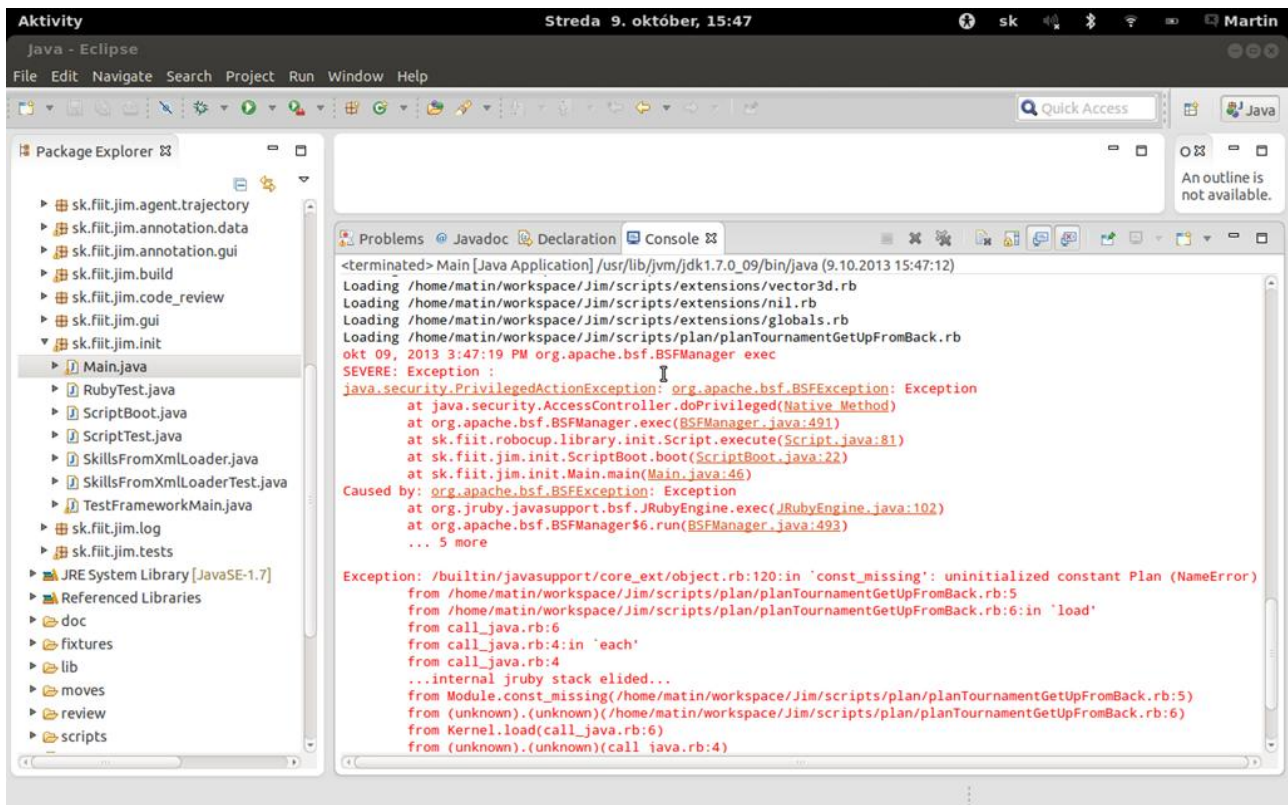 Aktivity
Streda 9. október, 15:47
sk
Martin
Java - Eclipse
File Edit Navigate Search Project Run Window Help
Quick Access
Java
Package Explorer
sk.fiit.jim.agent.trajectory
sk.fiit.jim.annotation.data
sk.fiit.jim.annotation.gui
sk.fiit.jim.build
sk.fiit.jim.code_review
sk.fiit.jim.gui
sk.fiit.jim.init
Main.java
RubyTest.java
ScriptBoot.java
ScriptTest.java
SkillsFromXmlLoader.java
SkillsFromXmlLoaderTest.java
TestFrameworkMain.java
sk.fiit.jim.log
sk.fiit.jim.tests
JRE System Library [JavaSE-1.7]
Referenced Libraries
doc
fixtures
lib
moves
review
scripts
O
An outline is
not available.
Problems @ Javadoc Declaration Console
<terminated> Main [Java Application] /usr/lib/jvm/jdk1.7.0_09/bin/java (9.10.2013 15:47:12)
Loading /home/matin/workspace/Jim/scripts/extensions/vector3d.rb
Loading /home/matin/workspace/Jim/scripts/extensions/nil.rb
Loading /home/matin/workspace/Jim/scripts/extensions/globals.rb
Loading /home/matin/workspace/Jim/scripts/plan/planTournamentGetUpFromBack.rb
okt 09, 2013 3:47:19 PM org.apache.bsf.BSFManager exec
SEVERE: Exception :
java.security.PrivilegedActionException: org.apache.bsf.BSFException: Exception
at java.security.AccessController.doPrivileged(Native Method)
at org.apache.bsf.BSFManager.exec(BSFManager.java:491)
at sk.fiit.robocup.library.init.Script.execute(Script.java:81)
at sk.fiit.jim.init.ScriptBoot.boot(ScriptBoot.java:22)
at sk.fiit.jim.init.Main.main(Main.java:46)
Caused by: org.apache.bsf.BSFException: Exception
at org.jruby.javasupport.bsf.JRubyEngine.exec(JRubyEngine.java:102)
at org.apache.bsf.BSFManager$6.run(BSFManager.java:493)
... 5 more
Exception: /builtin/javasupport/core_ext/object.rb:120:in `const_missing': uninitialized constant Plan (NameError)
from /home/matin/workspace/Jim/scripts/plan/planTournamentGetUpFromBack.rb:5
from /home/matin/workspace/Jim/scripts/plan/planTournamentGetUpFromBack.rb:6:in `load'
from call_java.rb:6
from call_java.rb:4:in `each'
from call_java.rb:4
...internal jruby stack elided...
from Module.const_missing(/home/matin/workspace/Jim/scripts/plan/planTournamentGetUpFromBack.rb:5)
from (unknown).(unknown)(/home/matin/workspace/Jim/scripts/plan/planTournamentGetUpFromBack.rb:6)
from Kernel.load(call_java.rb:6)
from (unknown).(unknown)(call_java.rb:4)